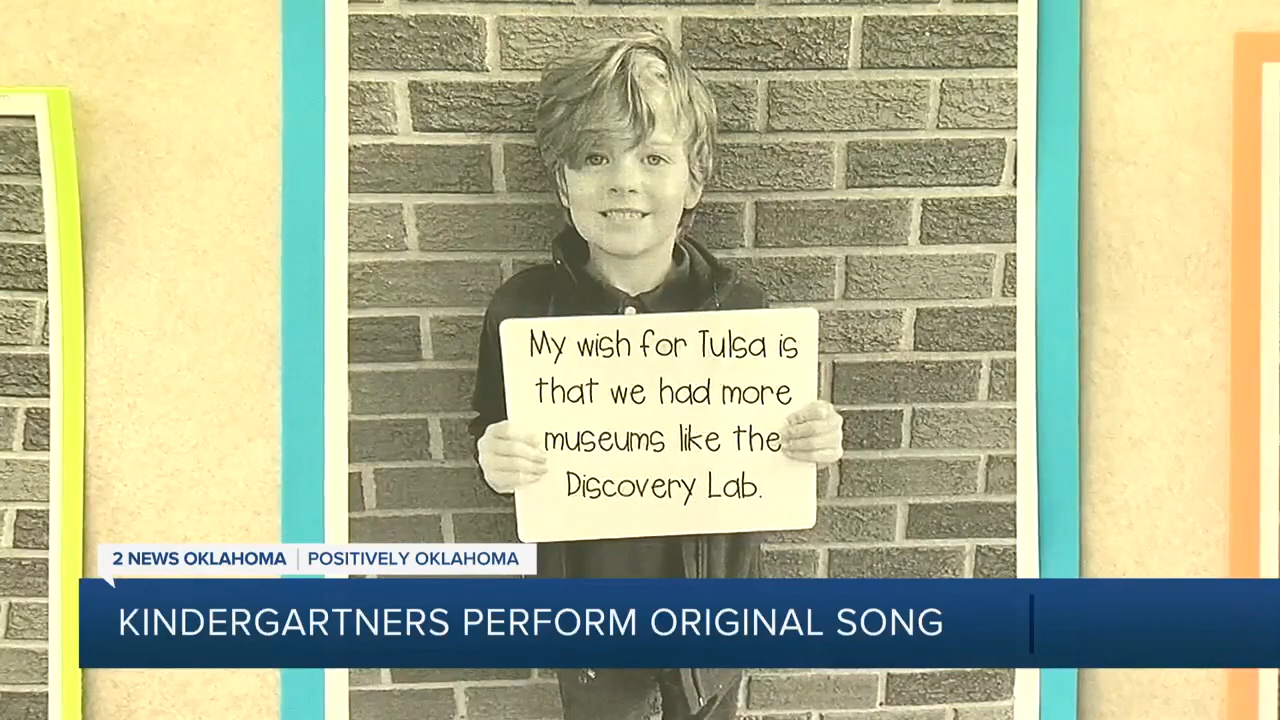 My wish for Tulsa is
that we had more
museums like the
Discovery Lab.
2 NEWS OKLAHOMA | POSITIVELY OKLAHOMA
KINDERGARTNERS PERFORM ORIGINAL SONG